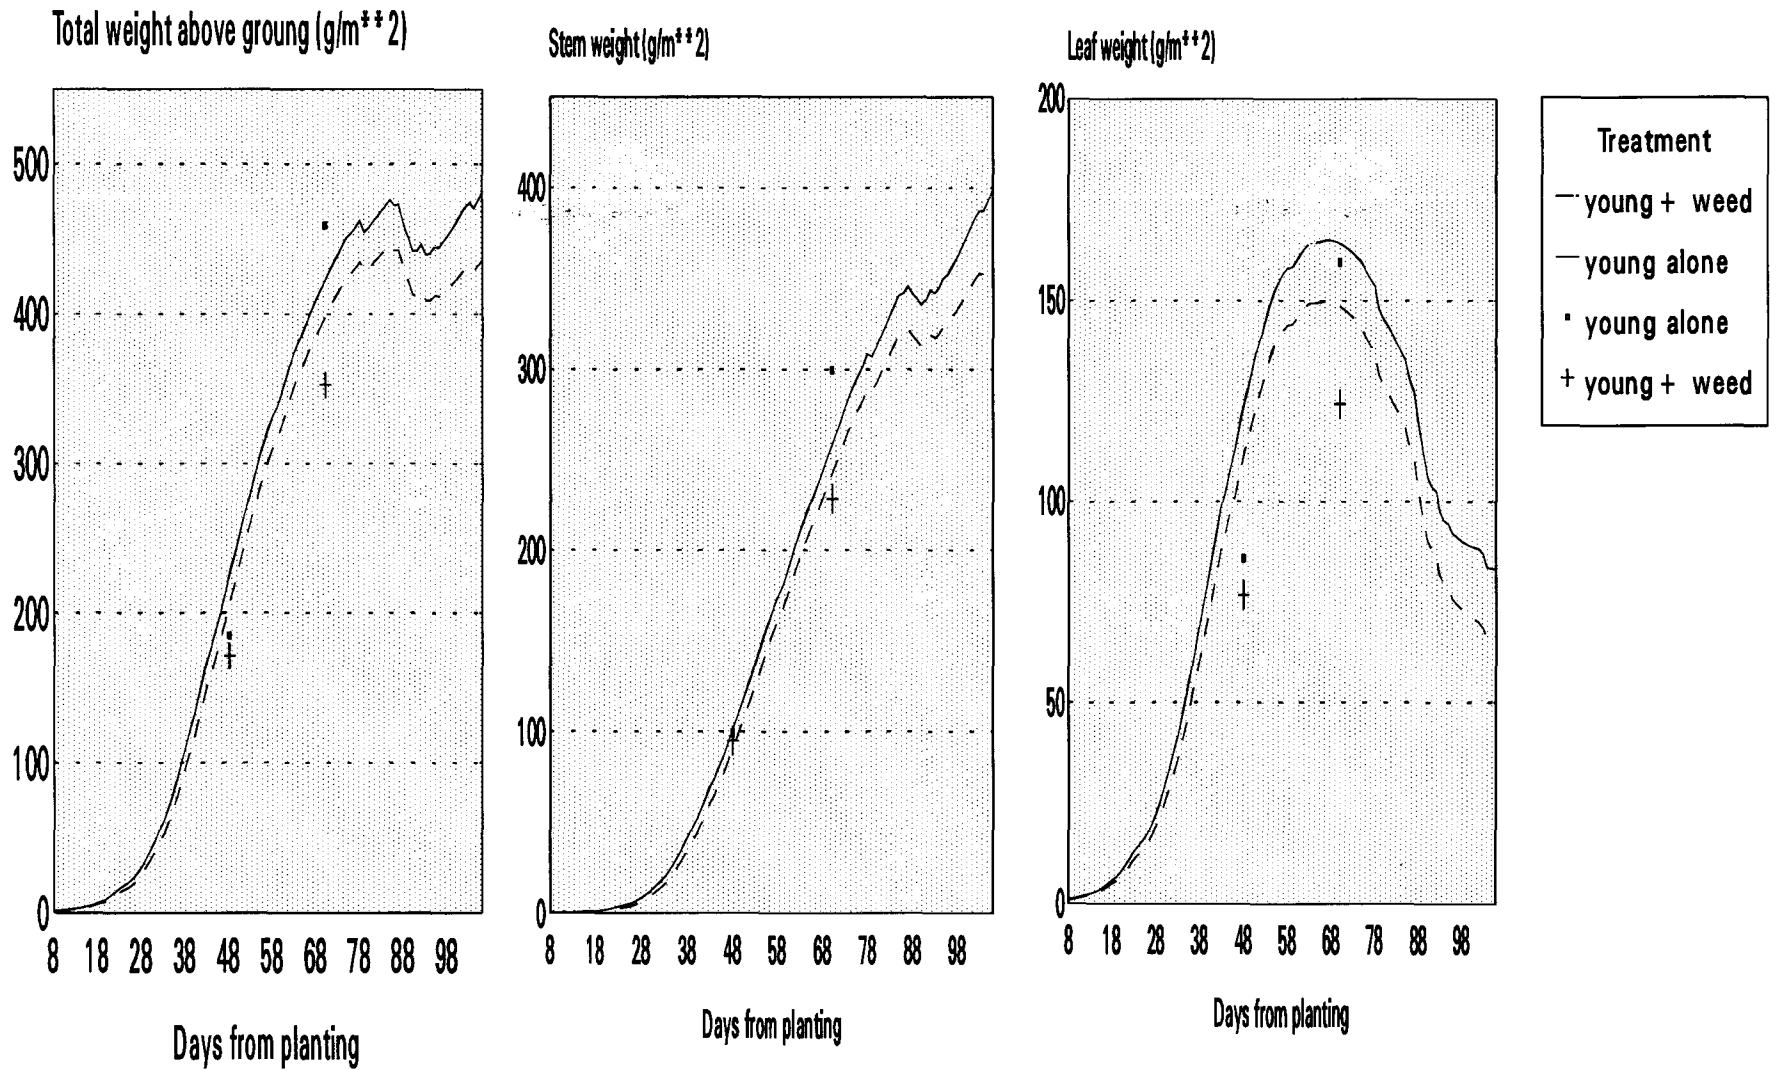 Total weight above groung (g/m**2)
500
400
300
200
100
0
8 18 28 38 48 58 68 78 88 98
Days from planting
Stem weight (g/m**2)
400
300
200
100
0
8 18 28 38 48 58 68 78 88 98
Days from planting
Leaf weight (g/m**2)
200
150
100
50
0
8 18 28 38 48 58 68 78 88 98
Days from planting
Treatment
young + weed
young alone
young alone
young + weed